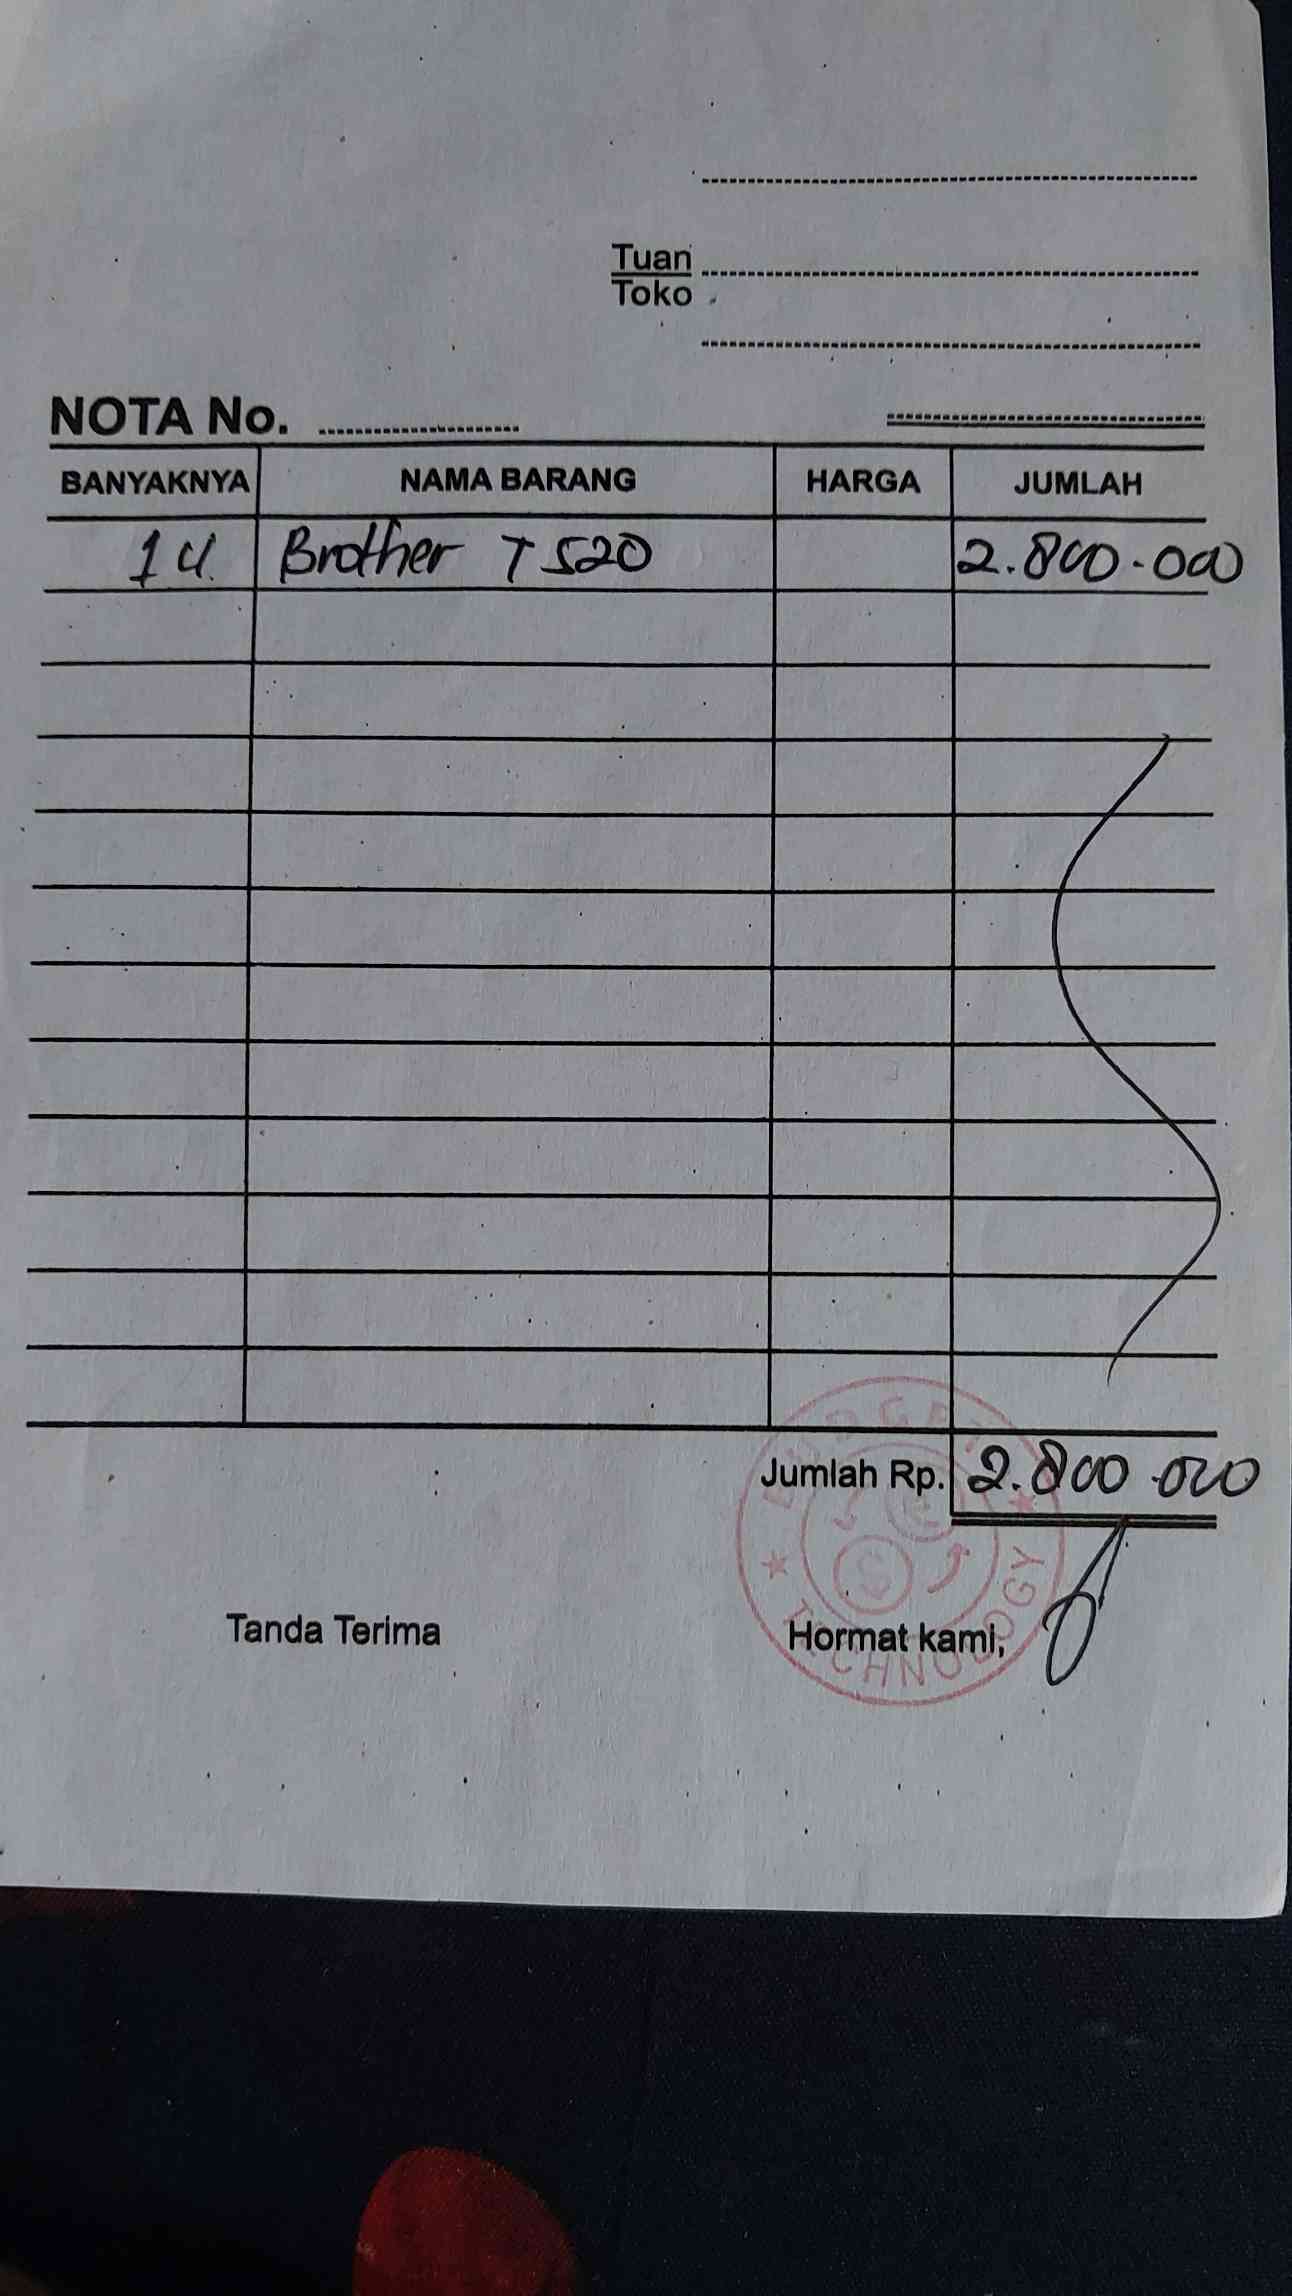 Tuan
Toko
NOTA No.
BANYAKNYA NAMA BARANG HARGA JUMLAH
1 U. Brother T520 2.800.000
Jumlah Rp. 2.800.000
Tanda Terima Hormat kami,
TECHNOLOGY